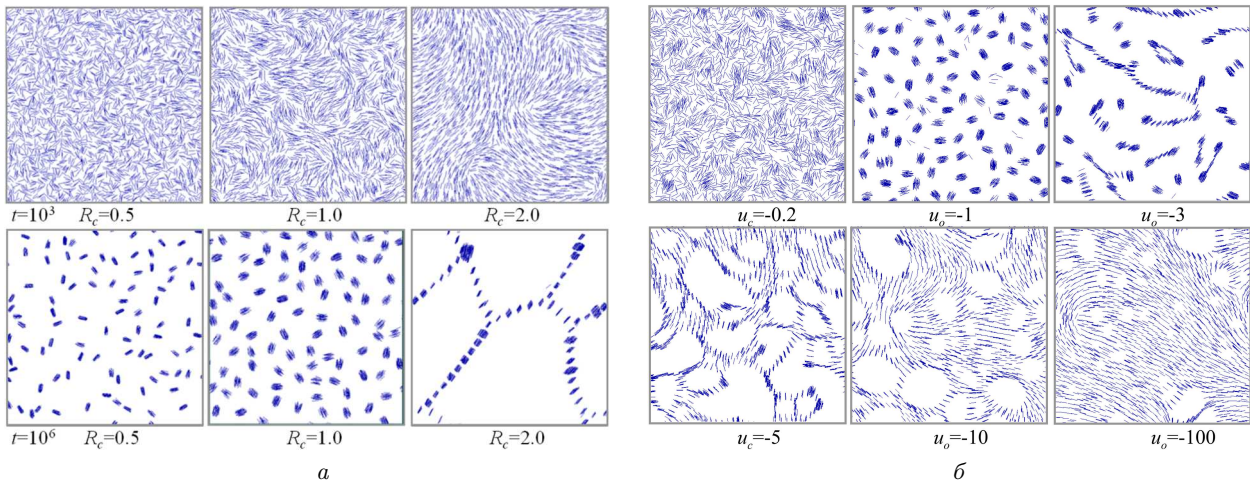 t=10³ R_c=0.5 R_c=1.0 R_c=2.0
t=10⁶ R_c=0.5 R_c=1.0 R_c=2.0
а
u_c=-0.2 u_o=-1 u_o=-3
u_c=-5 u_o=-10 u_o=-100
б